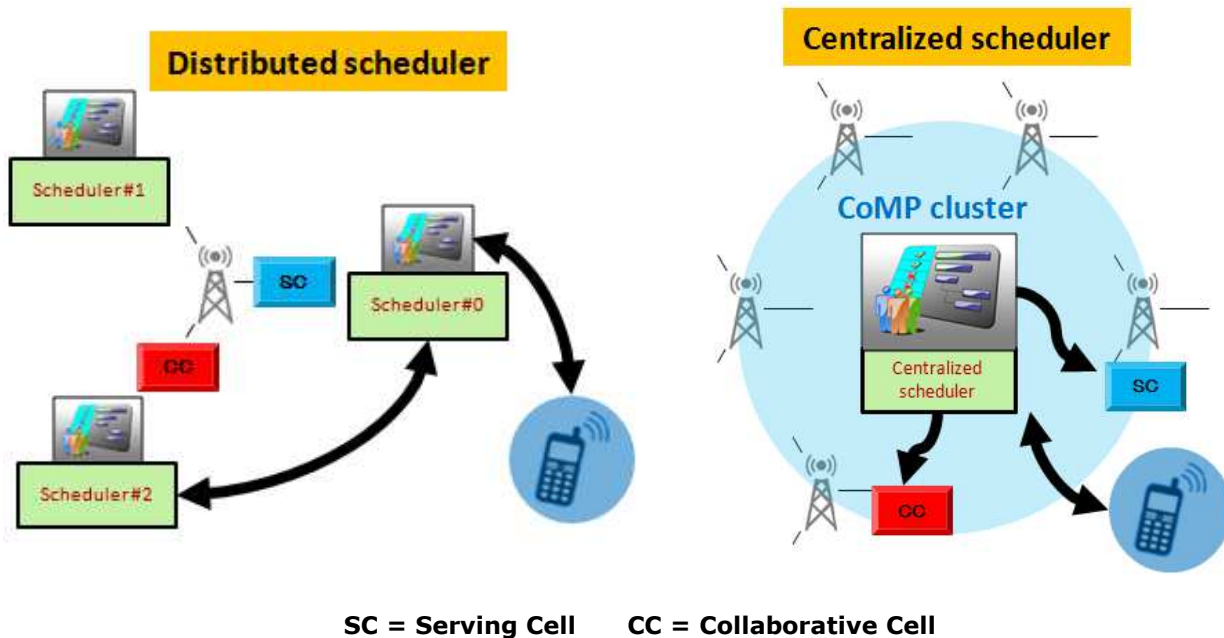 Distributed scheduler
Scheduler#1
SC
Scheduler#0
CC
Scheduler#2
Centralized scheduler
CoMP cluster
Centralized
scheduler
SC
CC
SC = Serving Cell CC = Collaborative Cell